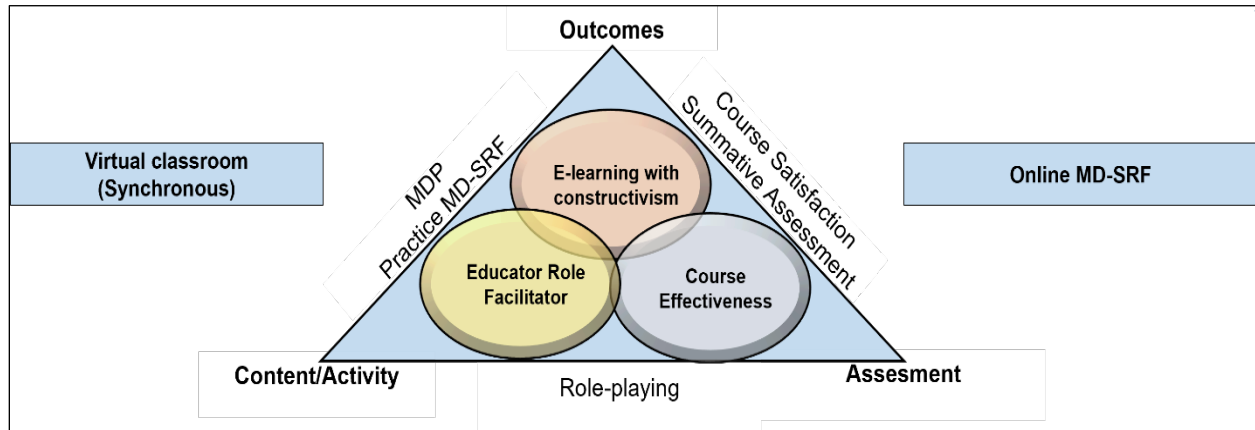 Outcomes
Virtual classroom
(Synchronous)
MDP
Practice MD-SRF
Course Satisfaction
Summative Assessment
Online MD-SRF
E-learning with
constructivism
Educator Role
Facilitator
Course
Effectiveness
Content/Activity
Role-playing
Assesment